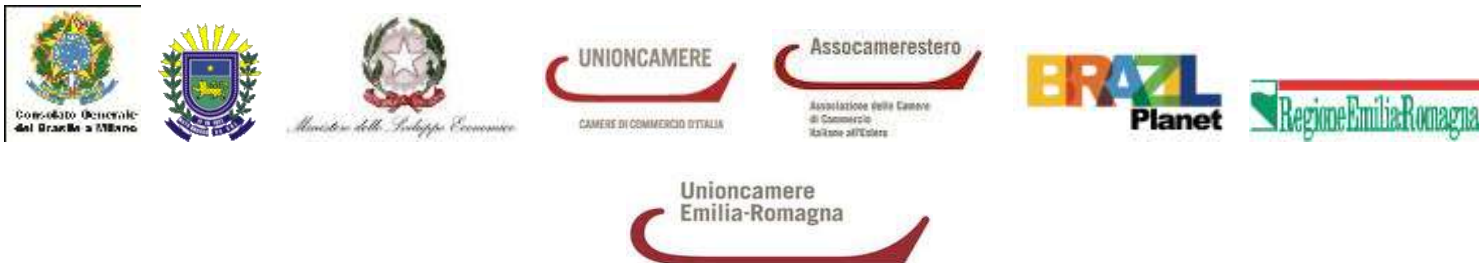 Consolato Generale
del Brasile a Milano
Ministero dello Sviluppo Economico
UNIONCAMERE
CAMERE DI COMMERCIO D'ITALIA
Assocamerestero
Associazione delle Camere
di Commercio
Italiane all'Estero
BRAZIL
Planet
RegioneEmiliaRomagna
Unioncamere
Emilia-Romagna